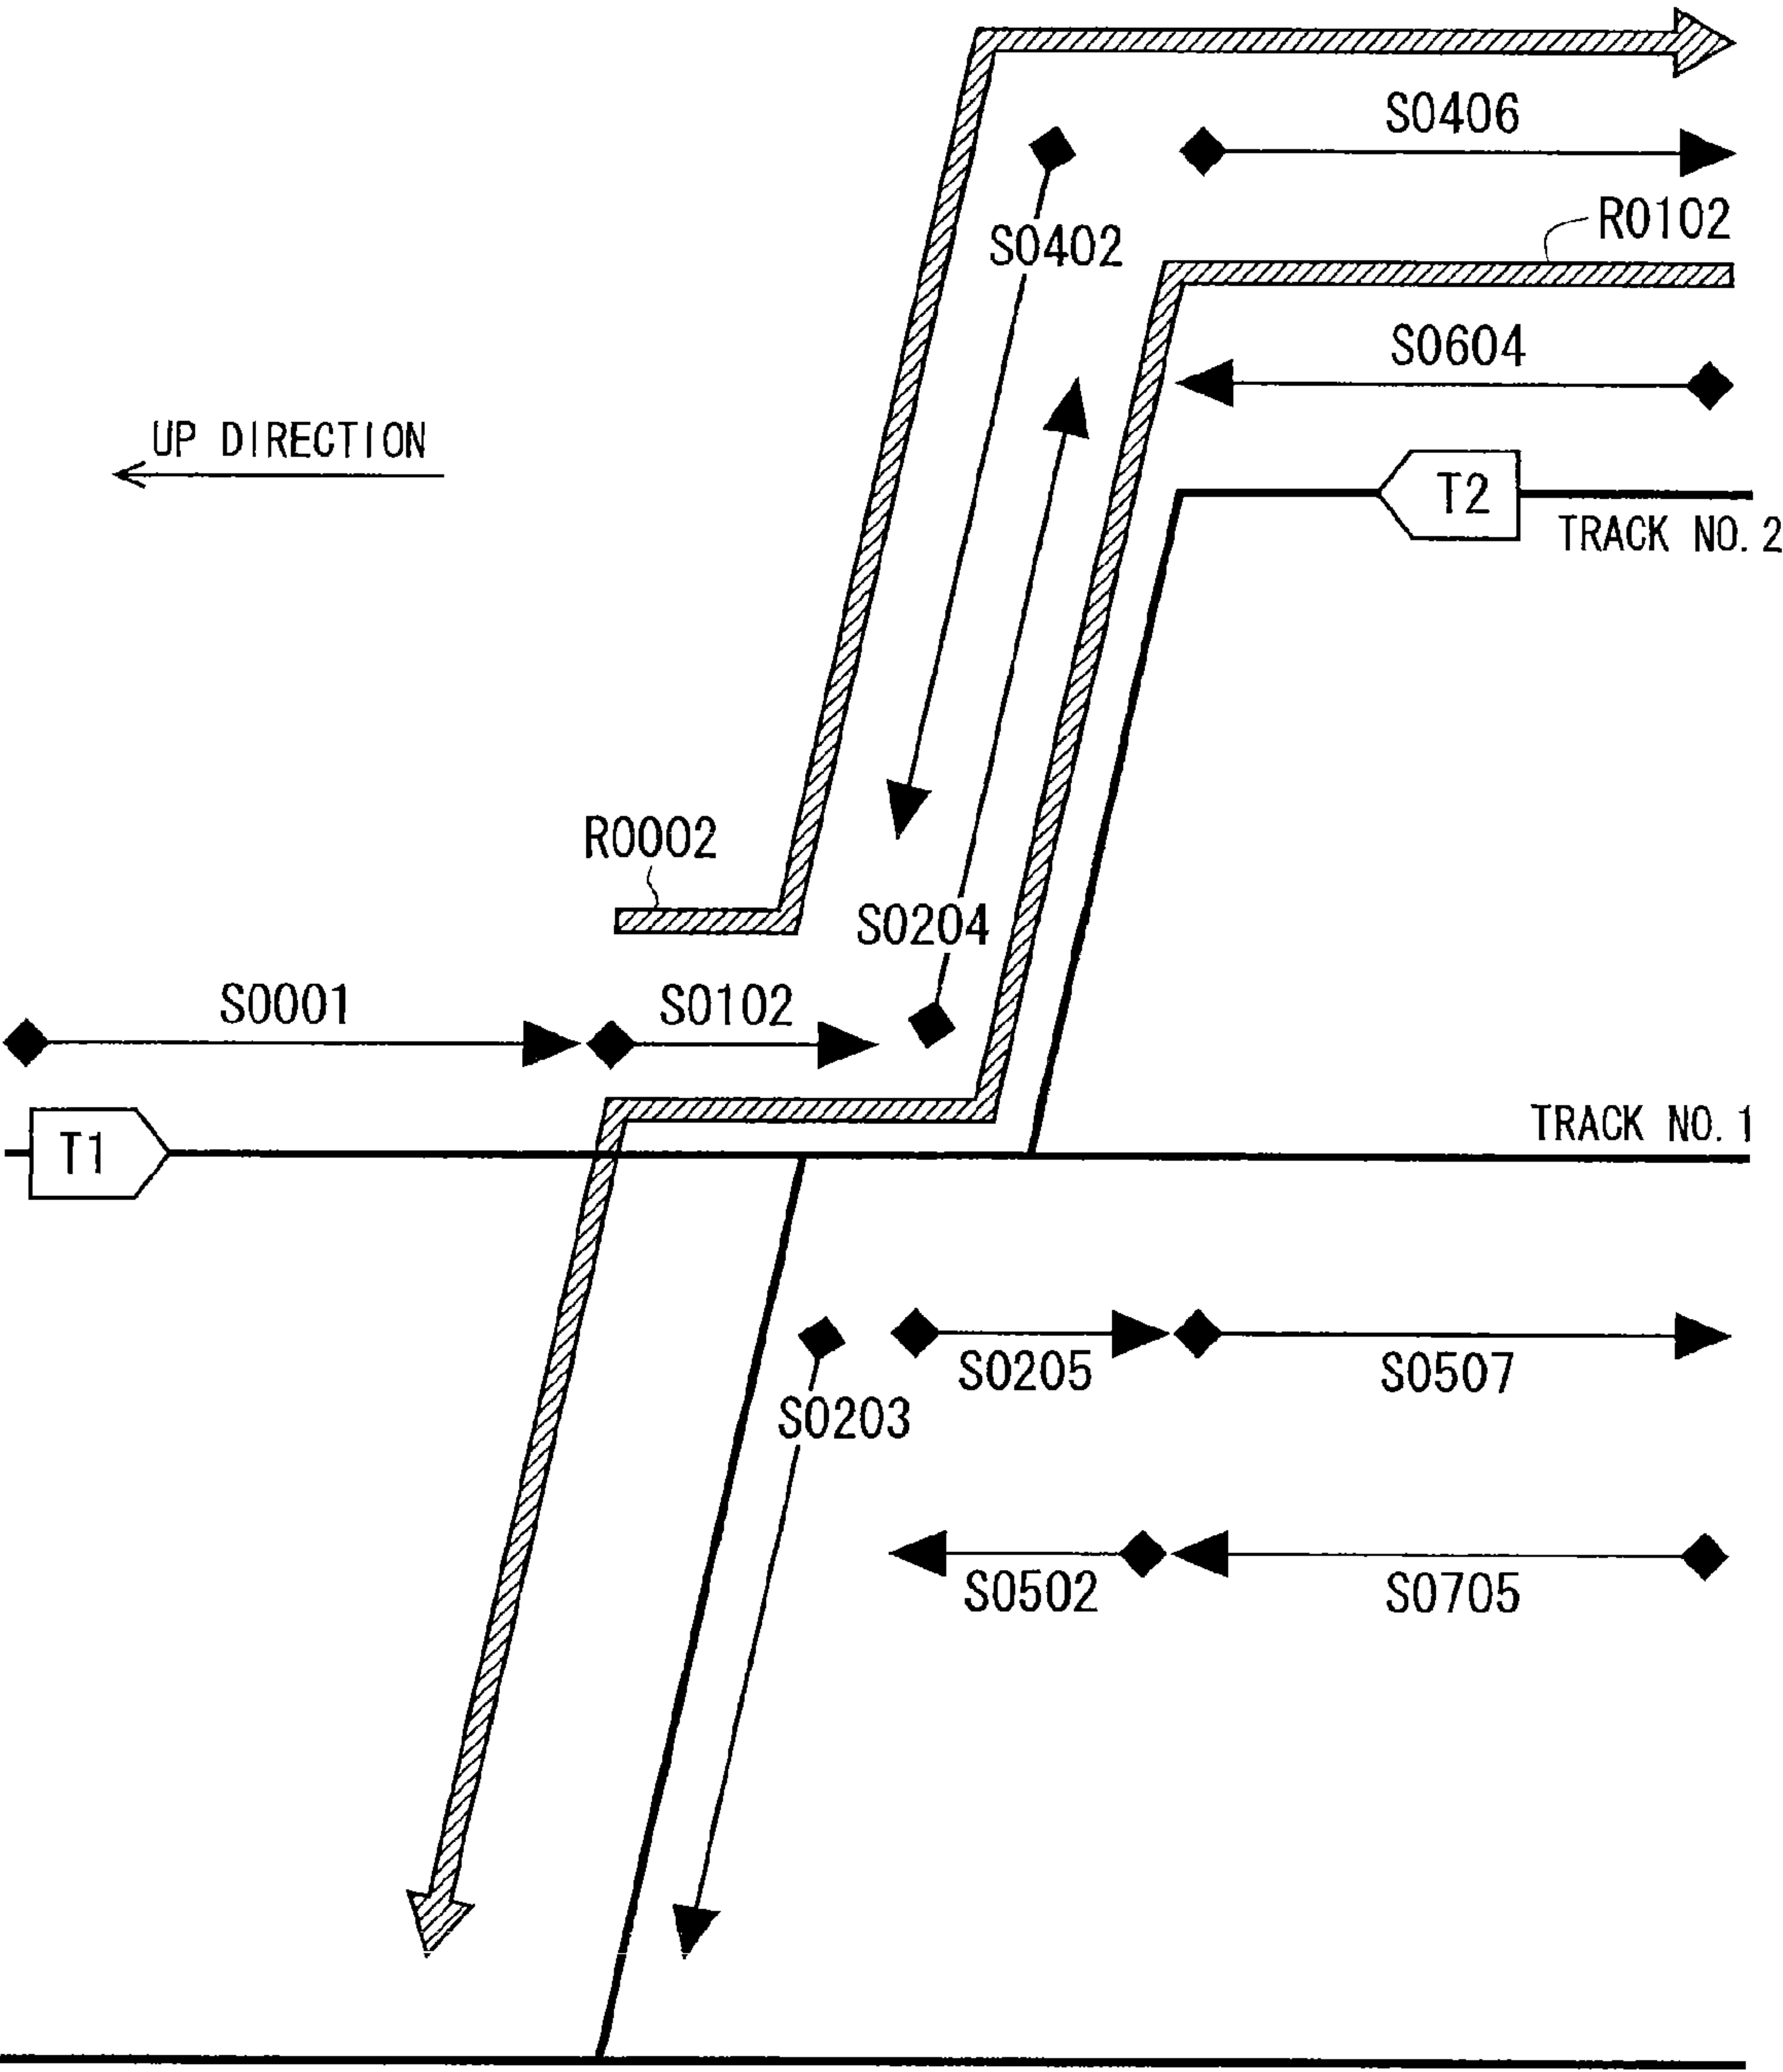 S0406
R0102
S0402
S0604
UP DIRECTION
T2
TRACK NO. 2
R0002
S0204
S0001
S0102
TRACK NO. 1
T1
S0205
S0507
S0203
S0502
S0705